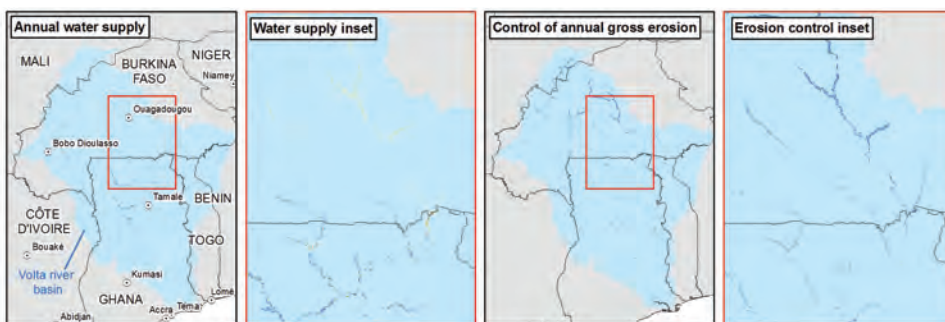 Annual water supply
MALI
BURKINA
FASO
NIGER
Niamey
Ouagadougou
Bobo Dioulasso
Tamale
BENIN
CÔTE
D'IVOIRE
TOGO
Bouaké
Volta river
basin
Kumasi
GHANA
Lomé
Accra
Tema
Abidjan
Water supply inset
Control of annual gross erosion
Erosion control inset